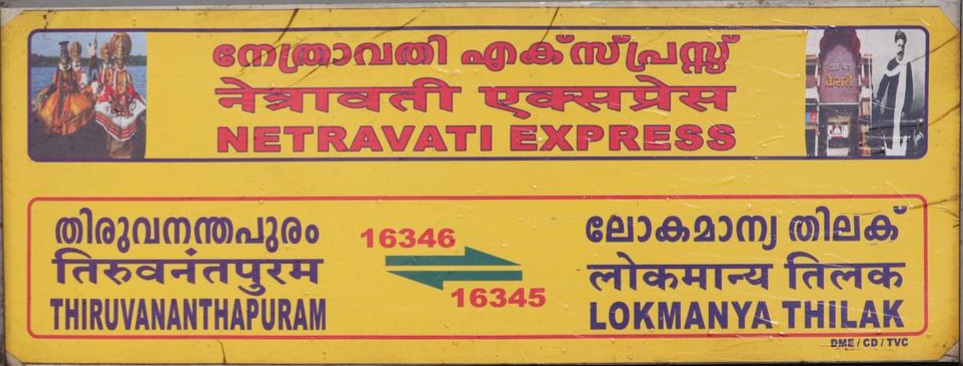 നേത്രാവതി എക്സ്പ്രസ്സ്
नेत्रावती एक्सप्रेस
NETRAVATI EXPRESS
തിരുവനന്തപുരം
तिरुवनंतपुरम
THIRUVANANTHAPURAM
16346
16345
ലോകമാന്യ തിലക്
लोकमान्य तिलक
LOKMANYA THILAK
DME / CD / TVC